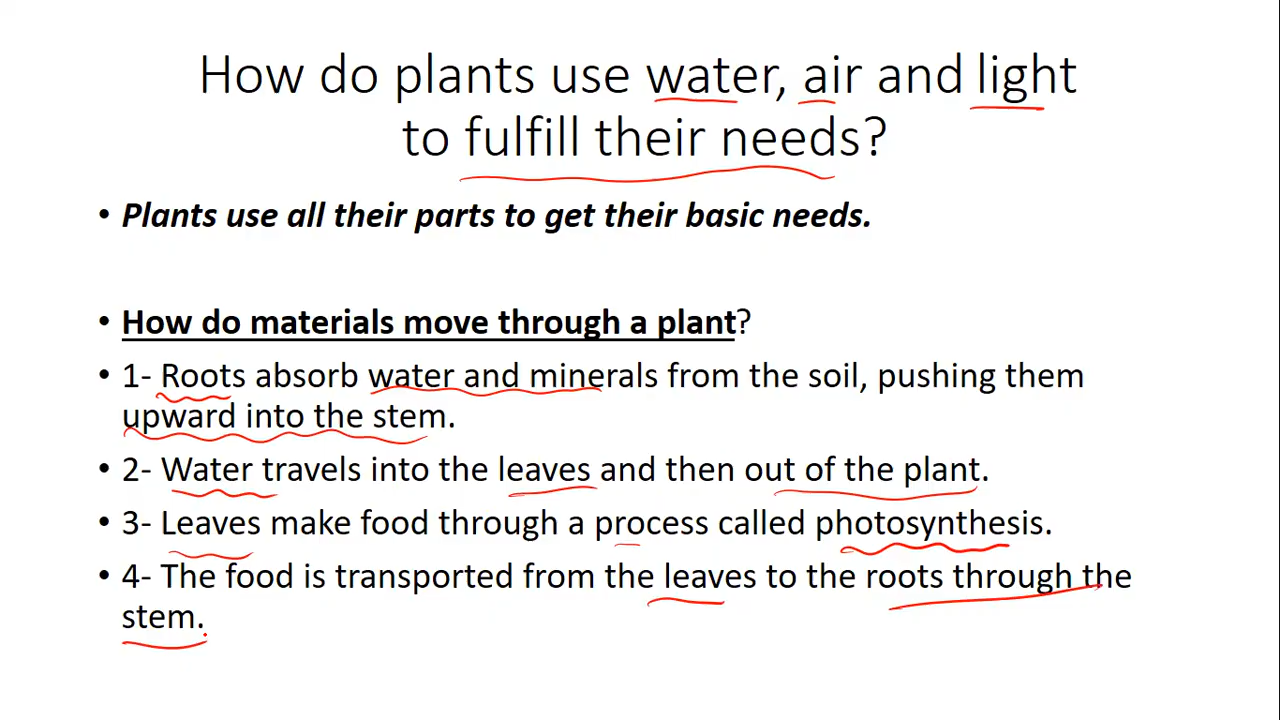 How do plants use water, air and light
to fulfill their needs?
• Plants use all their parts to get their basic needs.
• How do materials move through a plant?
• 1- Roots absorb water and minerals from the soil, pushing them
upward into the stem.
• 2- Water travels into the leaves and then out of the plant.
• 3- Leaves make food through a process called photosynthesis.
• 4- The food is transported from the leaves to the roots through the
stem.